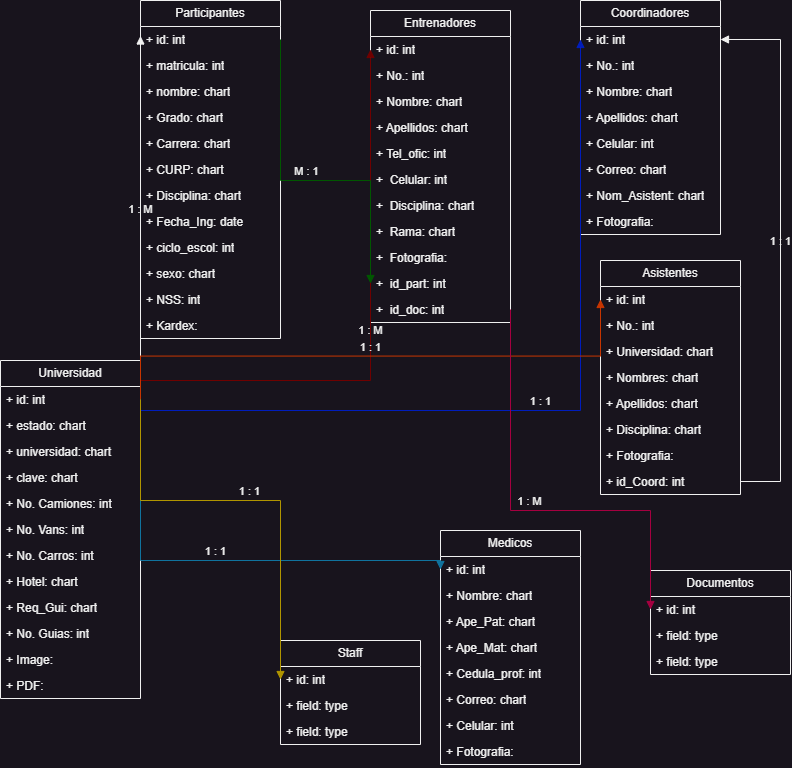 Participantes
+ id: int
+ matricula: int
+ nombre: chart
+ Grado: chart
+ Carrera: chart
+ CURP: chart
+ Disciplina: chart
+ Fecha_Ing: date
+ ciclo_escol: int
+ sexo: chart
+ NSS: int
+ Kardex:
1 : M
M : 1
Entrenadores
+ id: int
+ No.: int
+ Nombre: chart
+ Apellidos: chart
+ Tel_ofic: int
+ Celular: int
+ Disciplina: chart
+ Rama: chart
+ Fotografia:
+ id_part: int
+ id_doc: int
1 : M
1 : 1
Coordinadores
+ id: int
+ No.: int
+ Nombre: chart
+ Apellidos: chart
+ Celular: int
+ Correo: chart
+ Nom_Asistent: chart
+ Fotografia:
1 : 1
Asistentes
+ id: int
+ No.: int
+ Universidad: chart
+ Nombres: chart
+ Apellidos: chart
+ Disciplina: chart
+ Fotografia:
+ id_Coord: int
Universidad
+ id: int
+ estado: chart
+ universidad: chart
+ clave: chart
+ No. Camiones: int
+ No. Vans: int
+ No. Carros: int
+ Hotel: chart
+ Req_Gui: chart
+ No. Guias: int
+ Image:
+ PDF:
1 : 1
1 : 1
1 : 1
1 : M
Staff
+ id: int
+ field: type
+ field: type
Medicos
+ id: int
+ Nombre: chart
+ Ape_Pat: chart
+ Ape_Mat: chart
+ Cedula_prof: int
+ Correo: chart
+ Celular: int
+ Fotografia:
Documentos
+ id: int
+ field: type
+ field: type